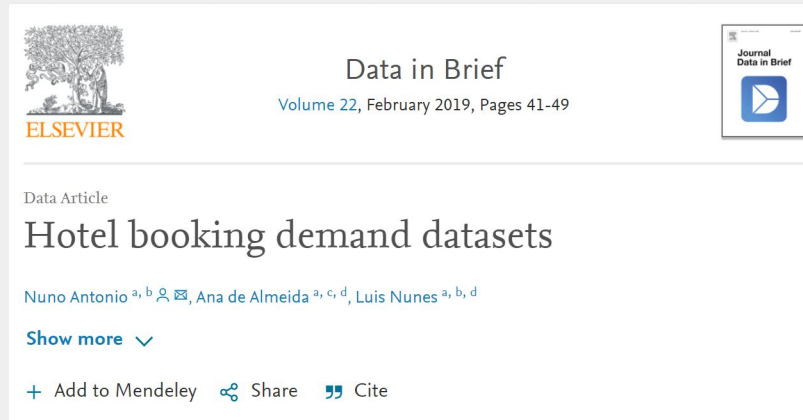 ELSEVIER
Data in Brief
Volume 22, February 2019, Pages 41-49
Journal
Data in Brief
Data Article
Hotel booking demand datasets
Nuno Antonio a, b, Ana de Almeida a, c, d, Luis Nunes a, b, d
Show more
Add to Mendeley Share Cite